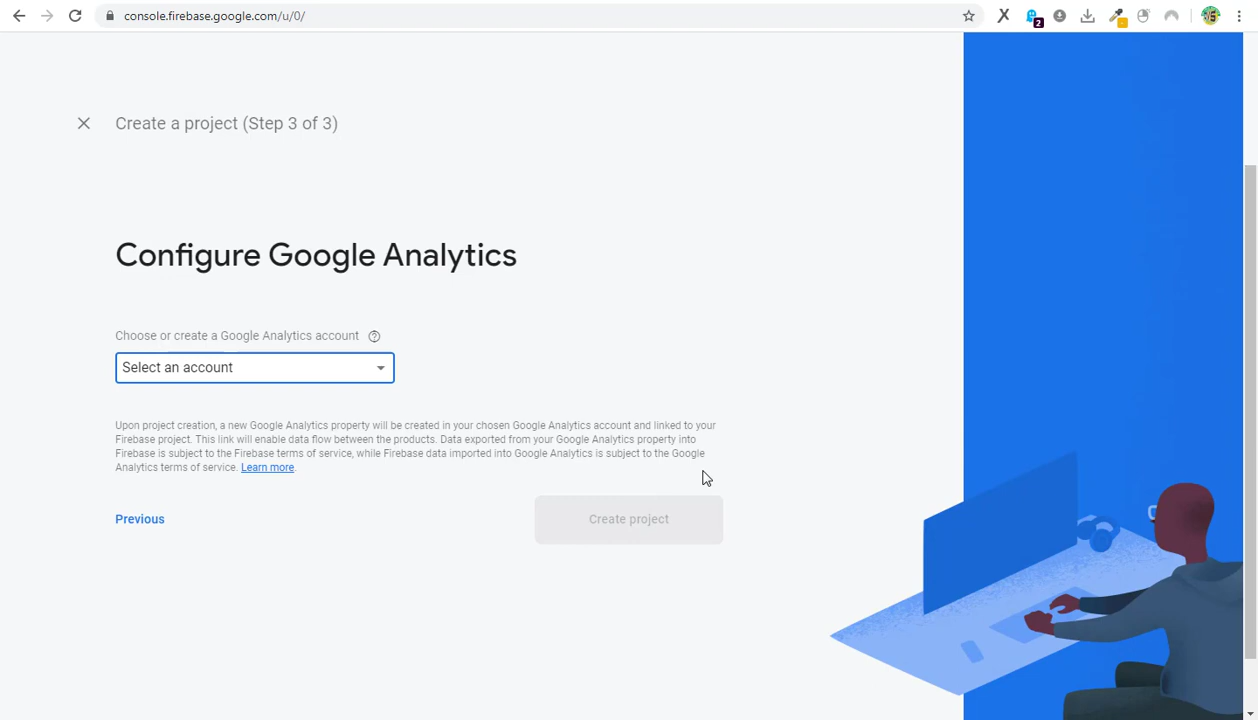 console.firebase.google.com/u/0/
2
Create a project (Step 3 of 3)
Configure Google Analytics
Choose or create a Google Analytics account
Select an account
Upon project creation, a new Google Analytics property will be created in your chosen Google Analytics account and linked to your
Firebase project. This link will enable data flow between the products. Data exported from your Google Analytics property into
Firebase is subject to the Firebase terms of service, while Firebase data imported into Google Analytics is subject to the Google
Analytics terms of service. Learn more.
Previous
Create project